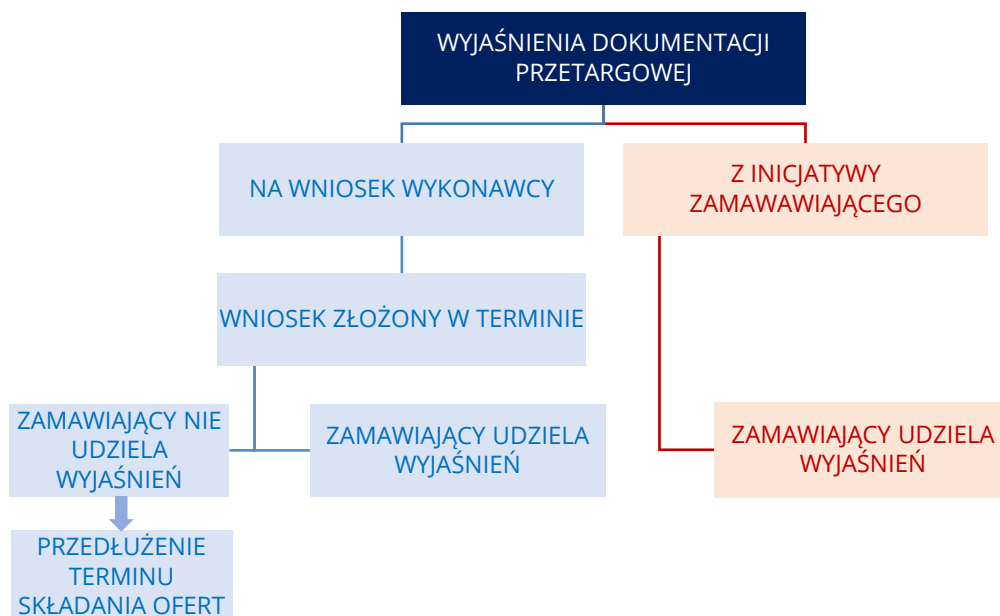 WYJAŚNIENIA DOKUMENTACJI
PRZETARGOWEJ
NA WNIOSEK WYKONAWCY
Z INICJATYWY
ZAMAWAWIAJĄCEGO
WNIOSEK ZŁOŻONY W TERMINIE
ZAMAWIAJĄCY NIE
UDZIELA
WYJAŚNIEŃ
ZAMAWIAJĄCY UDZIELA
WYJAŚNIEŃ
ZAMAWIAJĄCY UDZIELA
WYJAŚNIEŃ
PRZEDŁUŻENIE
TERMINU
SKŁADANIA OFERT